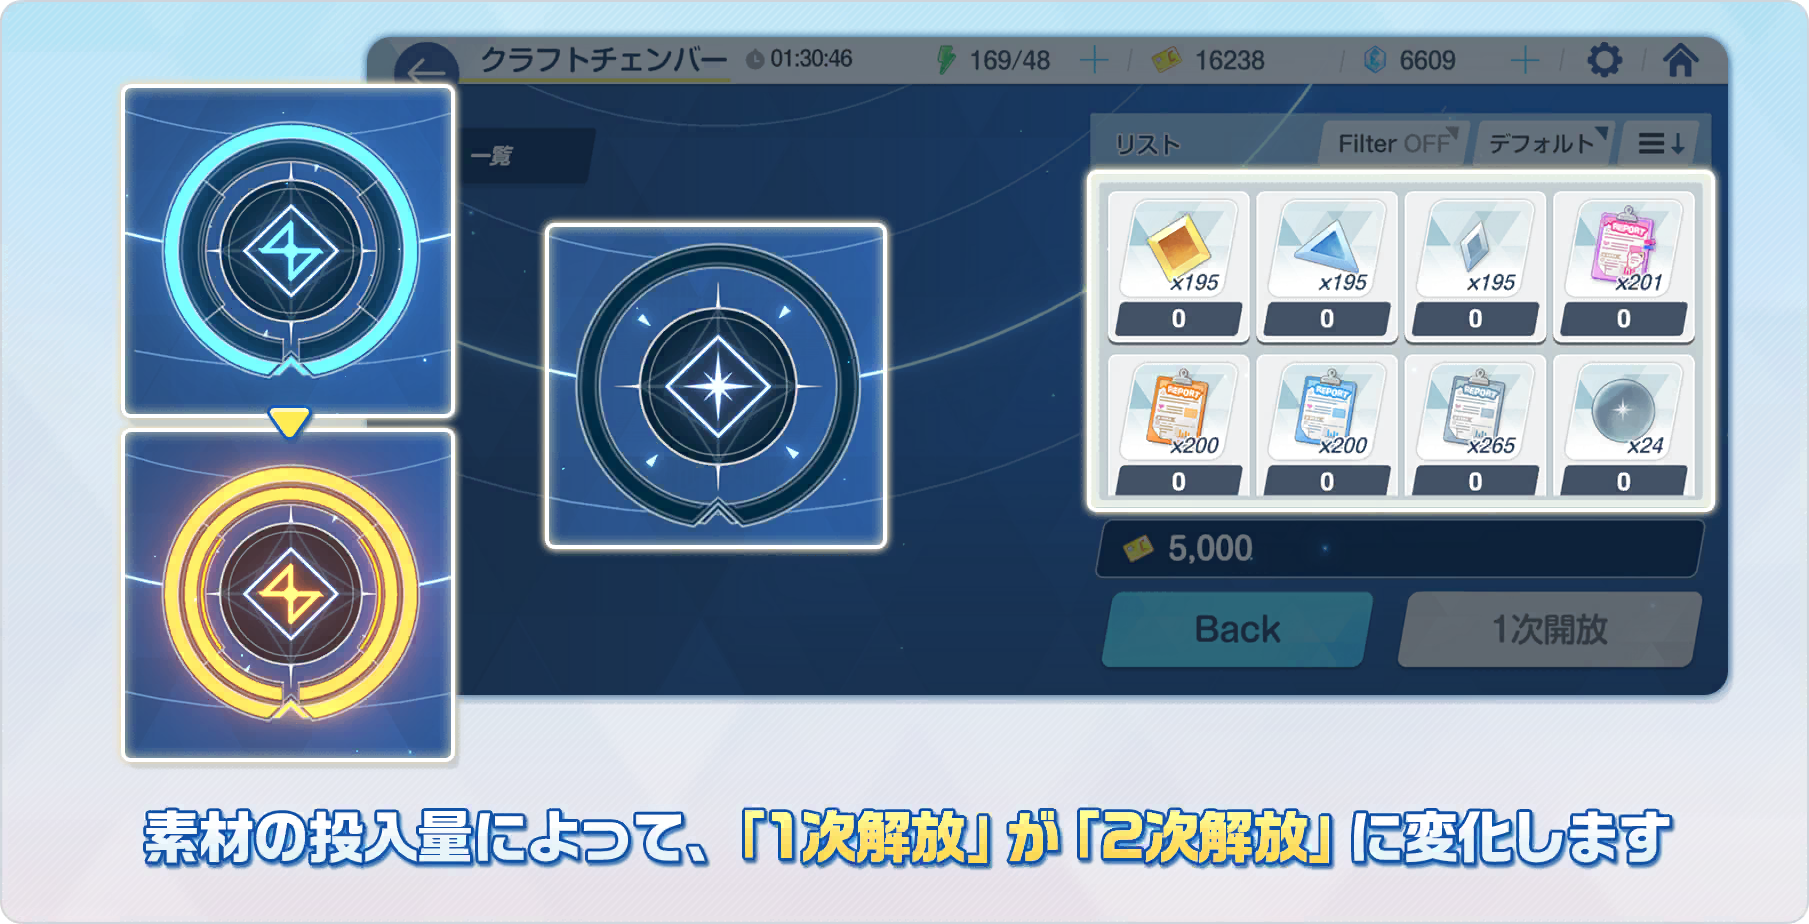 クラフトチェンバー 01:30:46 169/48 16238 6609
一覧
リスト Filter OFF デフォルト
x195 x195 x195 REPORT x201
0 0 0 0
REPORT x200 REPORT x200 REPORT x265 x24
0 0 0 0
5,000
Back 1次開放
素材の投入量によって、「1次解放」が「2次解放」に変化します